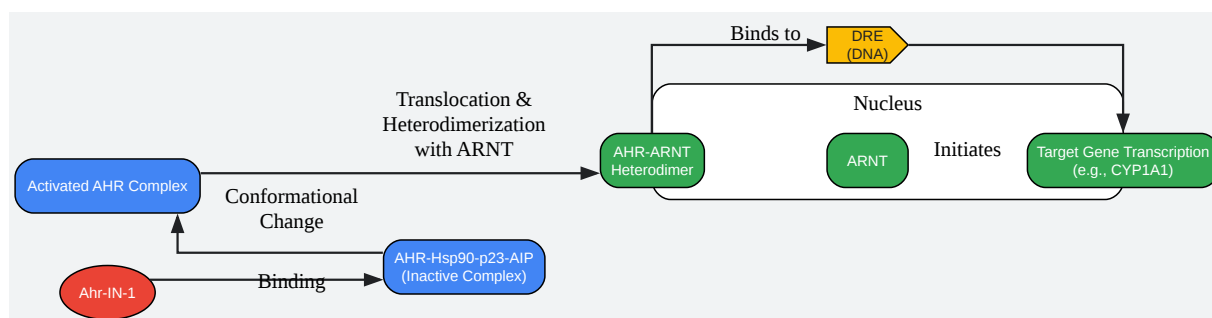 Binds to
DRE
(DNA)
Nucleus
Translocation &
Heterodimerization
with ARNT
AHR-ARNT
Heterodimer
ARNT
Initiates
Target Gene Transcription
(e.g., CYP1A1)
Activated AHR Complex
Conformational
Change
AHR-Hsp90-p23-AIP
(Inactive Complex)
Ahr-IN-1
Binding